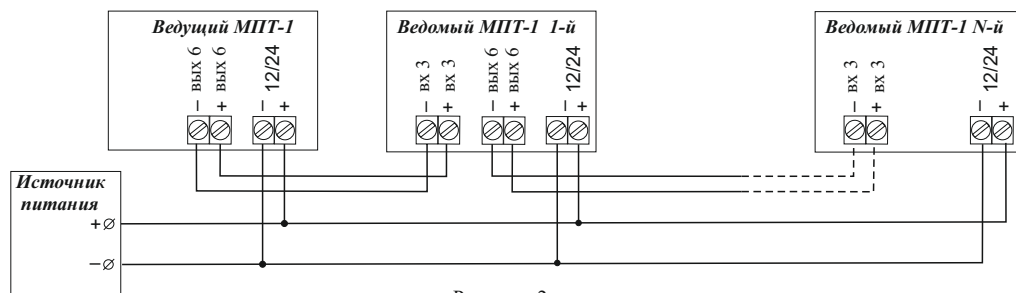 Ведущий МПТ-1
– вых 6
+ вых 6
– 12/24
+
Ведомый МПТ-1 1-й
– вх 3
+ вх 3
– вых 6
+ вых 6
– 12/24
+
Ведомый МПТ-1 N-й
– вх 3
+ вх 3
– 12/24
+
Источник
питания
+
–